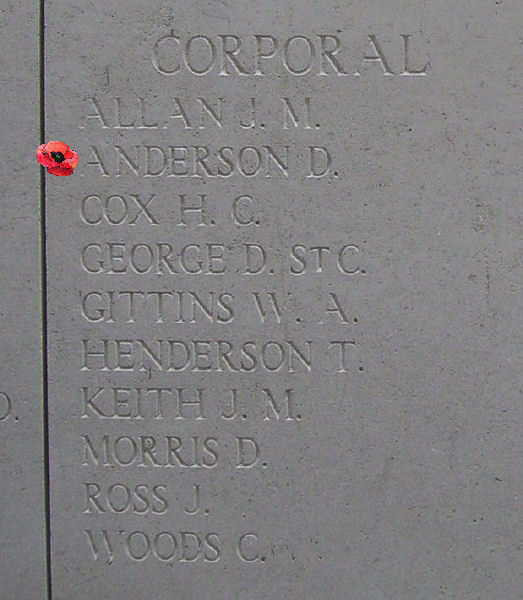 CORPORAL
ALLAN J. M.
ANDERSON D.
COX H. C.
GEORGE D. ST C.
GITTINS W. A.
HENDERSON T.
KEITH J. M.
MORRIS D.
ROSS J.
WOODS C.